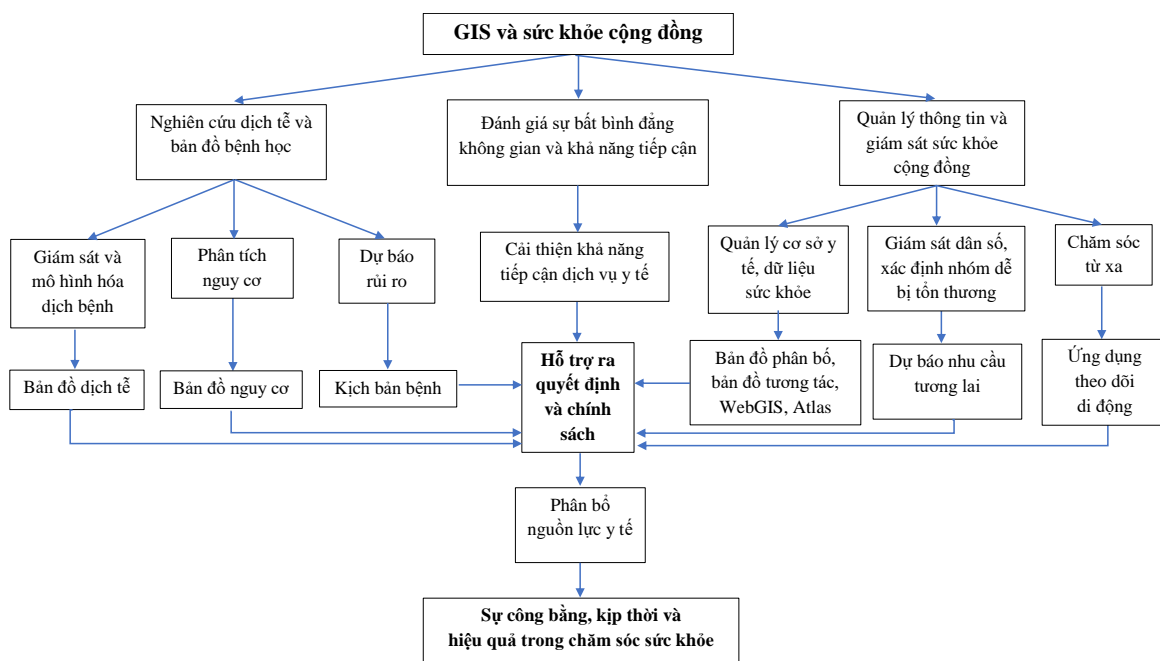 GIS và sức khỏe cộng đồng
Nghiên cứu dịch tễ và
bản đồ bệnh học
Đánh giá sự bất bình đẳng
không gian và khả năng tiếp cận
Quản lý thông tin và
giám sát sức khỏe
cộng đồng
Giám sát và
mô hình hóa
dịch bệnh
Phân tích
nguy cơ
Dự báo
rủi ro
Cải thiện khả năng
tiếp cận dịch vụ y tế
Quản lý cơ sở y
tế, dữ liệu
sức khỏe
Giám sát dân số,
xác định nhóm dễ
bị tổn thương
Chăm sóc
từ xa
Bản đồ dịch tễ
Bản đồ nguy cơ
Kịch bản bệnh
Hỗ trợ ra
quyết định
và chính
sách
Bản đồ phân bố,
bản đồ tương tác,
WebGIS, Atlas
Dự báo nhu cầu
tương lai
Ứng dụng
theo dõi
di động
Phân bổ
nguồn lực y tế
Sự công bằng, kịp thời và
hiệu quả trong chăm sóc sức khỏe